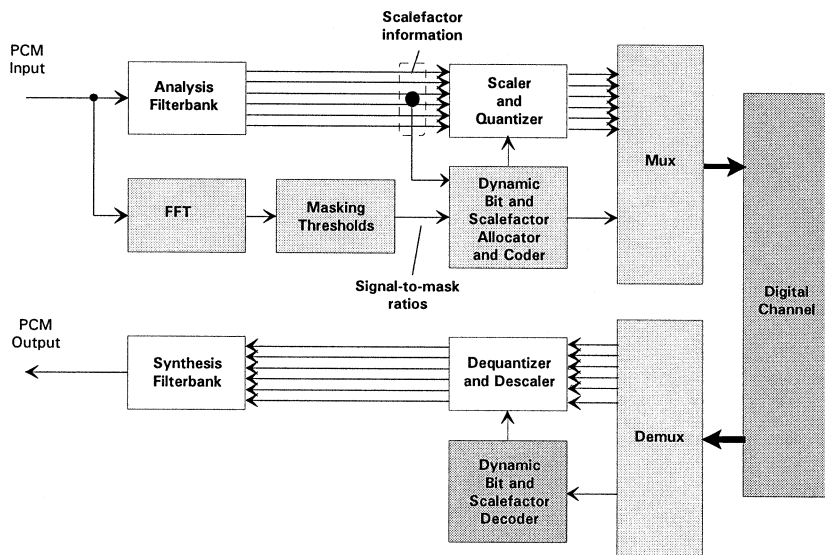 Scalefactor
information
PCM
Input
Analysis
Filterbank
Scaler
and
Quantizer
Mux
FFT
Masking
Thresholds
Dynamic
Bit and
Scalefactor
Allocator
and Coder
Signal-to-mask
ratios
Digital
Channel
PCM
Output
Synthesis
Filterbank
Dequantizer
and Descaler
Demux
Dynamic
Bit and
Scalefactor
Decoder